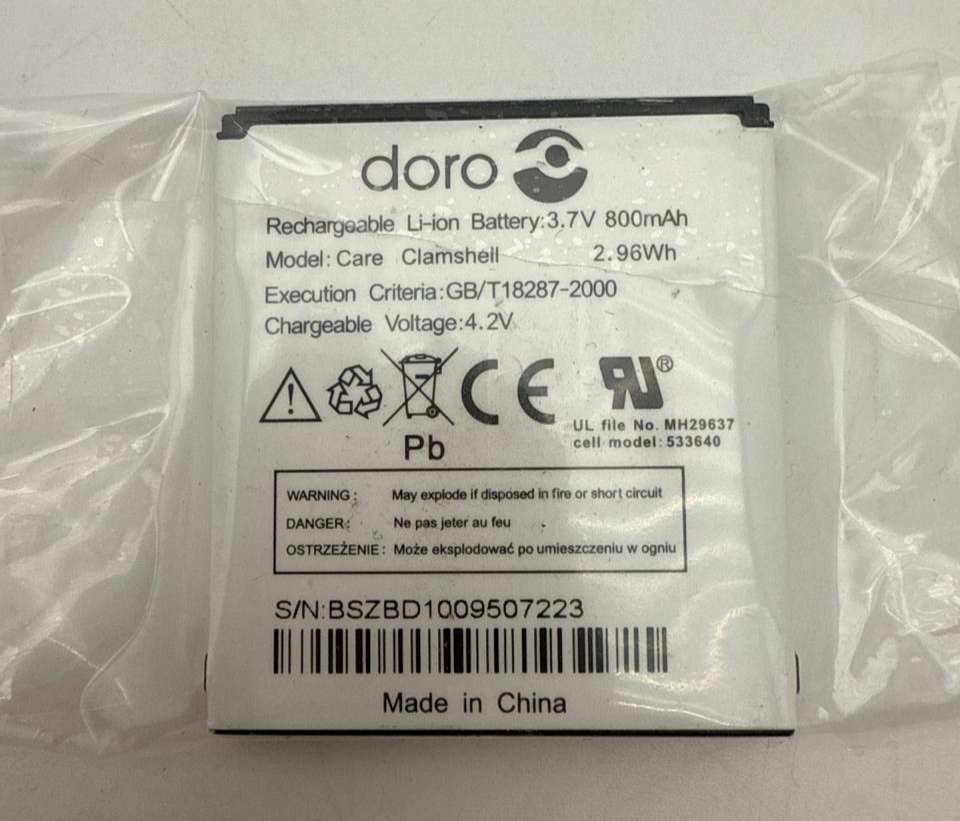 doro
Rechargeable Li-ion Battery:3.7V 800mAh
Model: Care Clamshell 2.96Wh
Execution Criteria:GB/T18287-2000
Chargeable Voltage:4.2V
CE RU®
UL file No. MH29637
cell model:533640
Pb
WARNING: May explode if disposed in fire or short circuit
DANGER: Ne pas jeter au feu
OSTRZEŻENIE: Może eksplodować po umieszczeniu w ogniu
S/N:BSZBD1009507223
Made in China